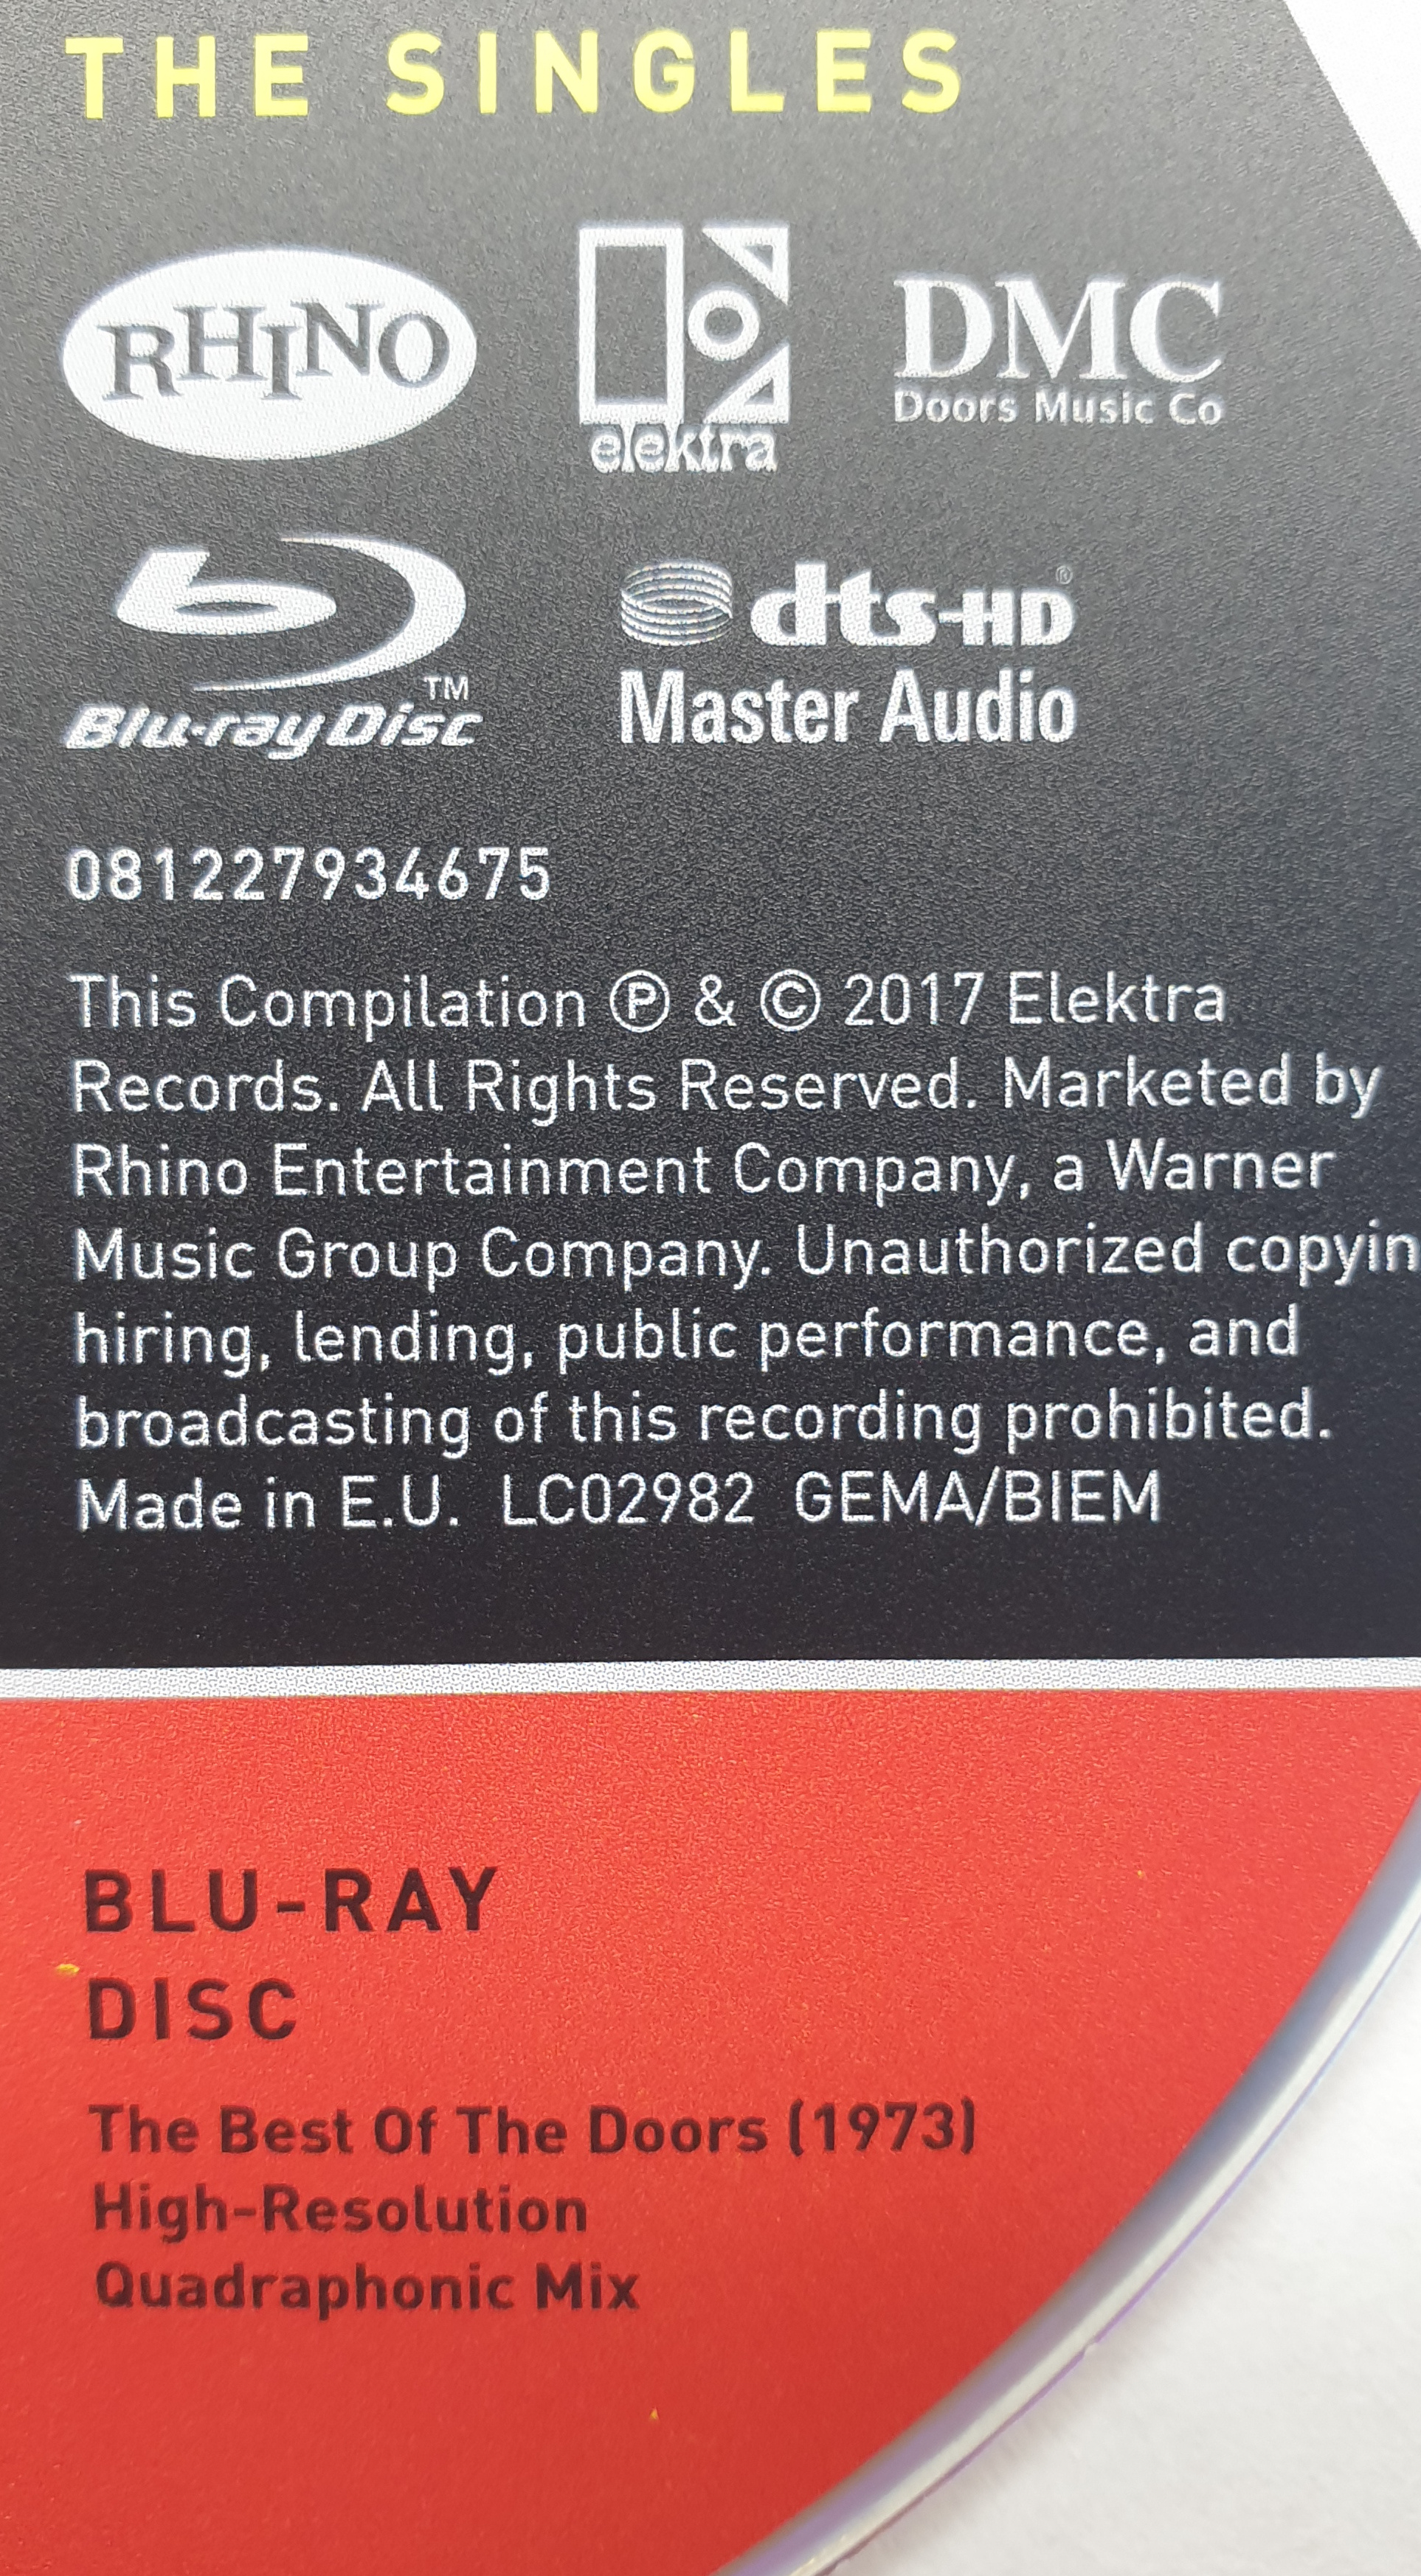 THE SINGLES
RHINO
elektra
DMC
Doors Music Co
Blu-ray Disc™
dts-HD®
Master Audio
081227934675
This Compilation ℗ & © 2017 Elektra
Records. All Rights Reserved. Marketed by
Rhino Entertainment Company, a Warner
Music Group Company. Unauthorized copyin
hiring, lending, public performance, and
broadcasting of this recording prohibited.
Made in E.U. LC02982 GEMA/BIEM
BLU-RAY
DISC
The Best Of The Doors (1973)
High-Resolution
Quadraphonic Mix